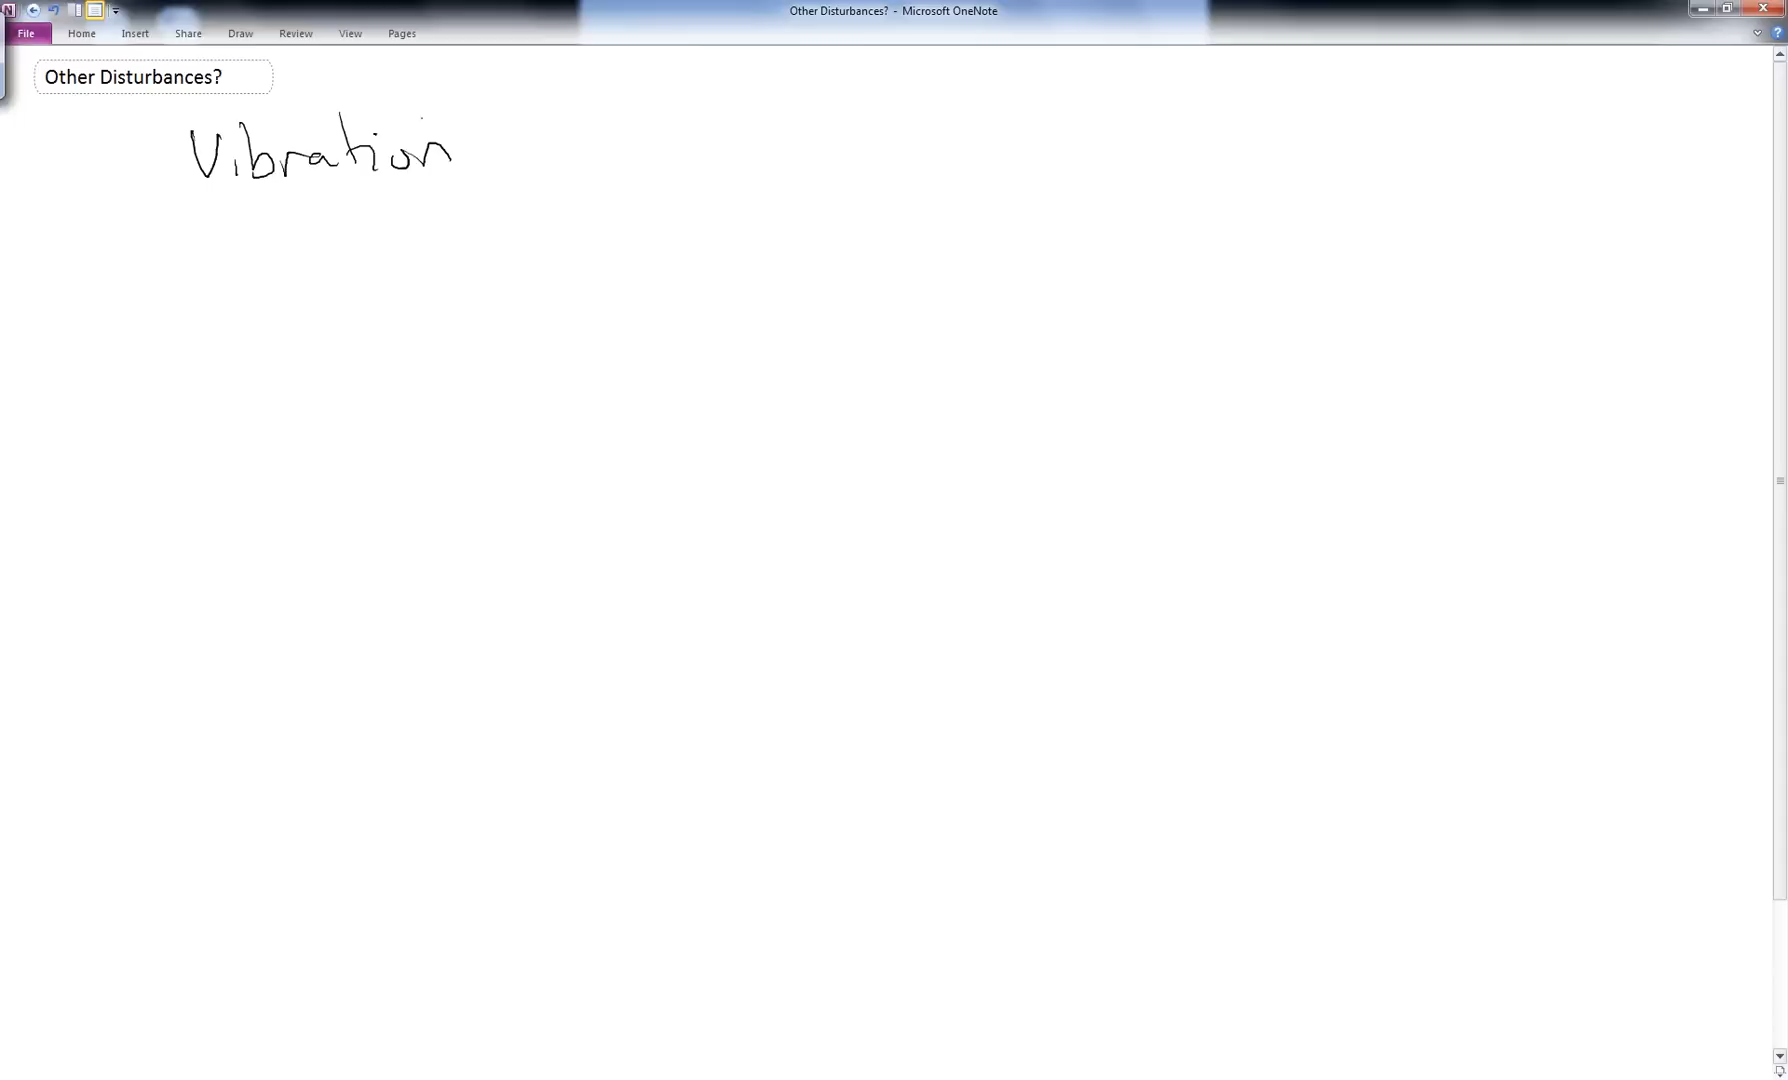 Other Disturbances? - Microsoft OneNote
File Home Insert Share Draw Review View Pages
Other Disturbances?
Vibration